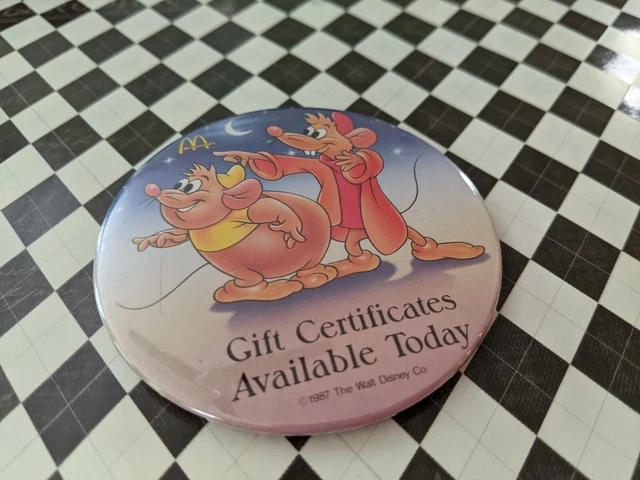 Gift Certificates
Available Today
©1987 The Walt Disney Co